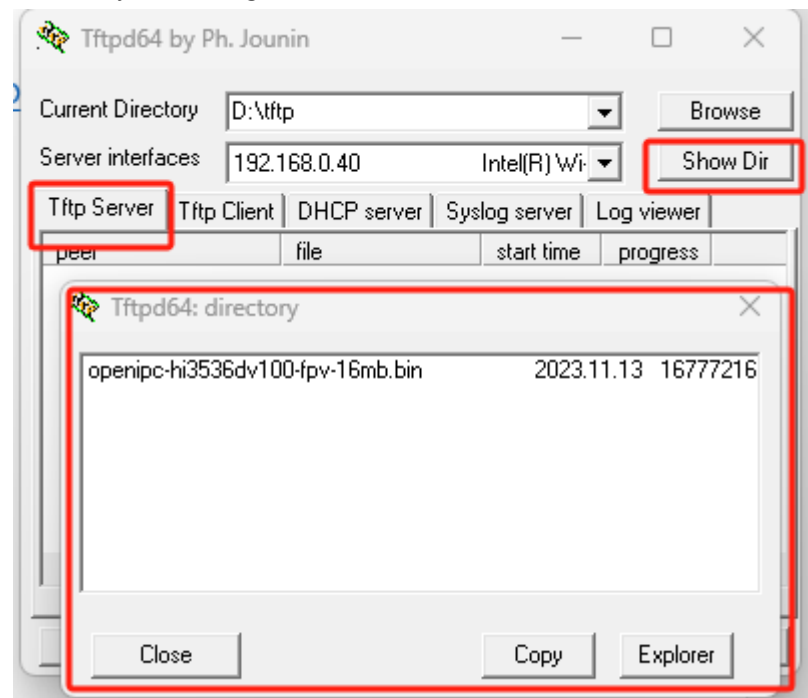 Tftpd64 by Ph. Jounin
Current Directory D:\tftp Browse
Server interfaces 192.168.0.40 Intel(R) Wi- Show Dir
Tftp Server Tftp Client DHCP server Syslog server Log viewer
peer file start time progress
Tftpd64: directory
openipc-hi3536dv100-fpv-16mb.bin 2023.11.13 16777216
Close Copy Explorer